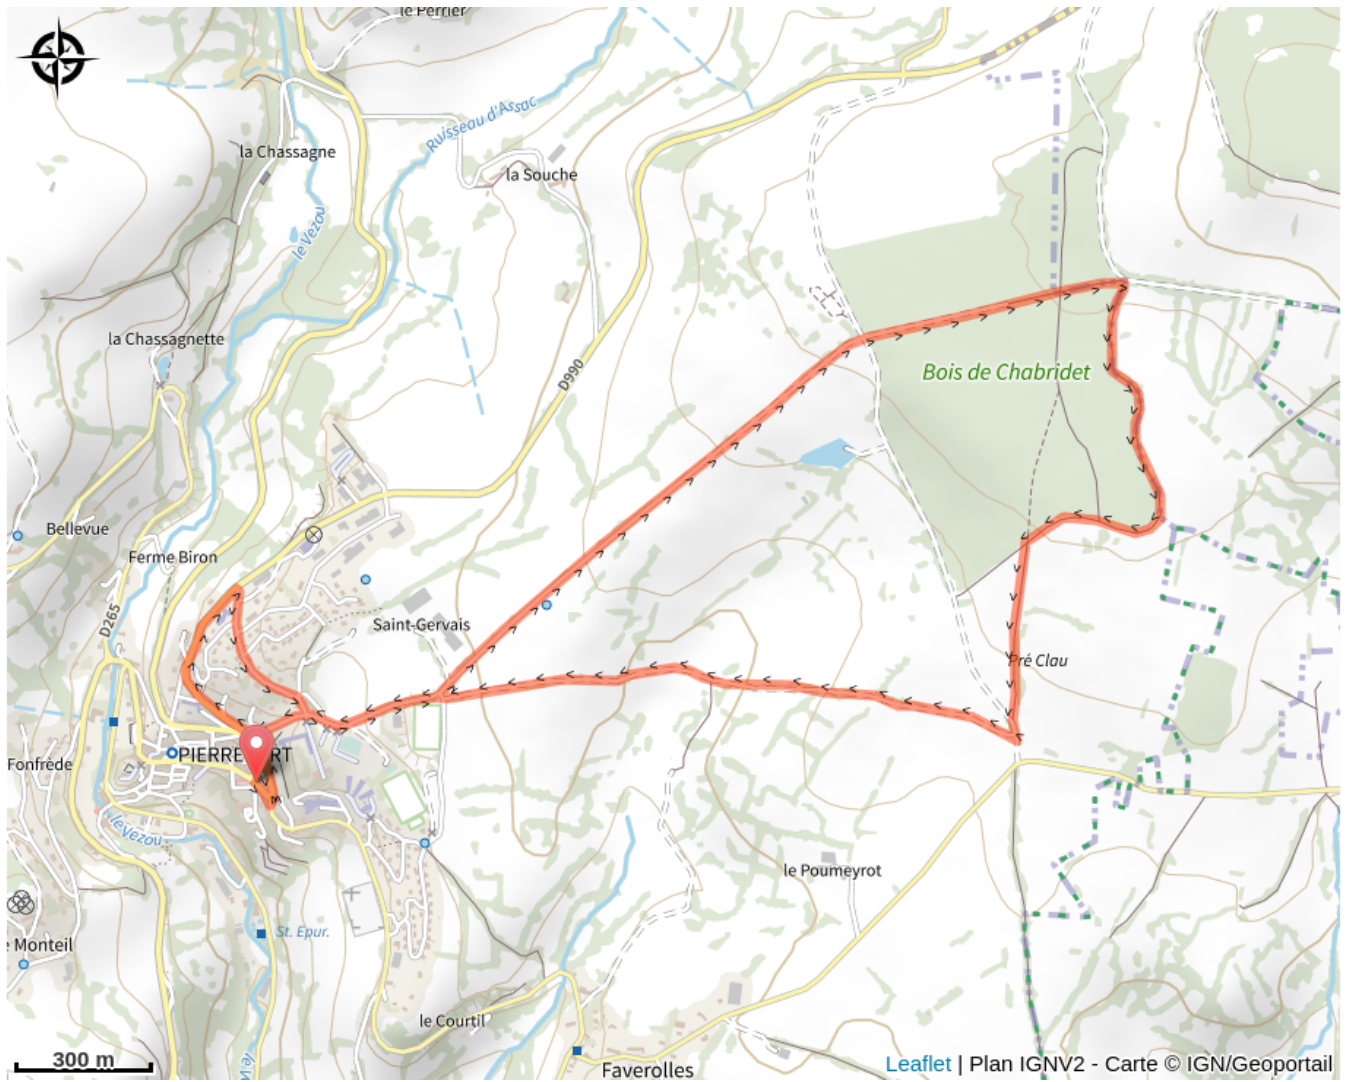 le Perrier
Ruisseau d'Assac
la Chassagne
la Souche
le Vezou
la Chassagnette
D990
Bois de Chabridet
Bellevue
Ferme Biron
D265
Saint-Gervais
Pré Clau
PIERRE RT
Fonfrède
le Vezou
le Poumeyrot
St. Epur.
Monteil
le Courtil
300 m
Faverolles
Leaflet | Plan IGNV2 - Carte © IGN/Geoportail